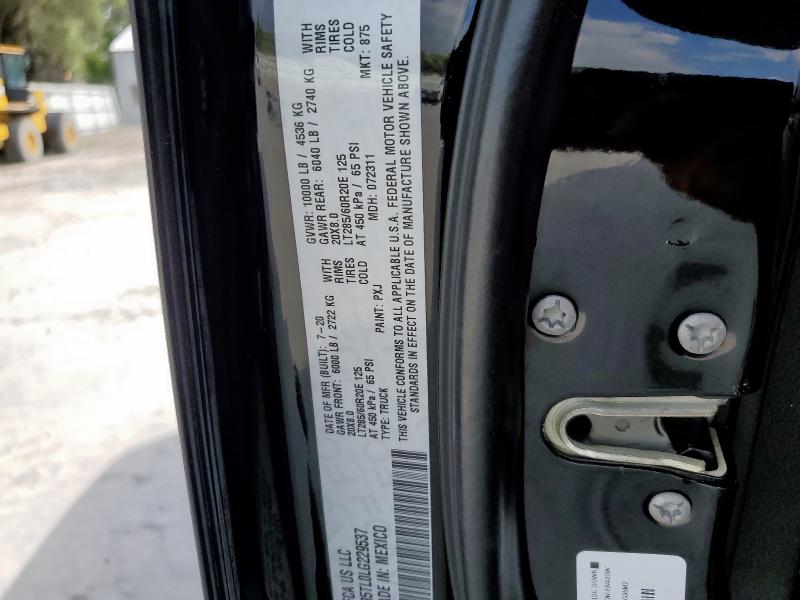 FCA US LLC
DATE OF MFR (BUILT): 7-20 GVWR: 10000 LB / 4536 KG
GAWR FRONT: 6000 LB / 2722 KG WITH GAWR REAR: 6040 LB / 2740 KG WITH
20X8.0 RIMS 20X8.0 RIMS
LT285/60R20E 125 TIRES LT285/60R20E 125 TIRES
AT 450 kPa / 65 PSI COLD AT 450 kPa / 65 PSI COLD
TYPE: TRUCK PAINT: PXJ MDH: 072311 MKT: 875
THIS VEHICLE CONFORMS TO ALL APPLICABLE U.S.A. FEDERAL MOTOR VEHICLE SAFETY
STANDARDS IN EFFECT ON THE DATE OF MANUFACTURE SHOWN ABOVE.
5TL0LG229537
ADE IN: MEXICO